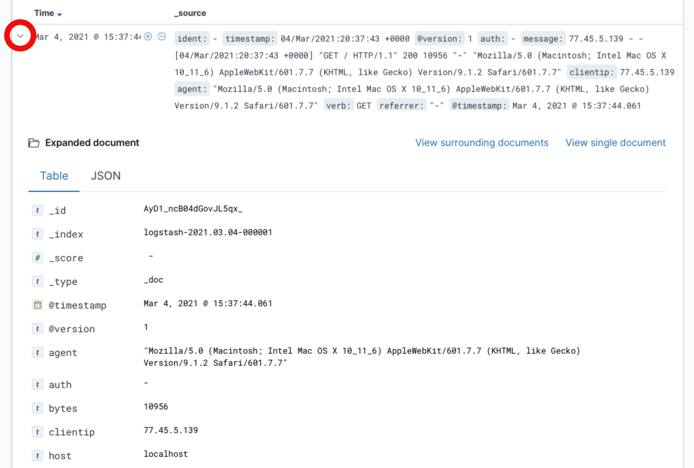 Time _source
Mar 4, 2021 @ 15:37:44 ident: - timestamp: 04/Mar/2021:20:37:43 +0000 @version: 1 auth: - message: 77.45.5.139 - -
[04/Mar/2021:20:37:43 +0000] "GET / HTTP/1.1" 200 10956 "-" "Mozilla/5.0 (Macintosh; Intel Mac OS X
10_11_6) AppleWebKit/601.7.7 (KHTML, like Gecko) Version/9.1.2 Safari/601.7.7" clientip: 77.45.5.139
agent: "Mozilla/5.0 (Macintosh; Intel Mac OS X 10_11_6) AppleWebKit/601.7.7 (KHTML, like Gecko)
Version/9.1.2 Safari/601.7.7" verb: GET referrer: "-" @timestamp: Mar 4, 2021 @ 15:37:44.061
Expanded document View surrounding documents View single document
Table JSON
t _id AyD1_ncB04dGovJL5qx_
t _index logstash-2021.03.04-000001
# _score -
t _type _doc
@timestamp Mar 4, 2021 @ 15:37:44.061
t @version 1
t agent "Mozilla/5.0 (Macintosh; Intel Mac OS X 10_11_6) AppleWebKit/601.7.7 (KHTML, like Gecko)
Version/9.1.2 Safari/601.7.7"
t auth -
t bytes 10956
t clientip 77.45.5.139
t host localhost